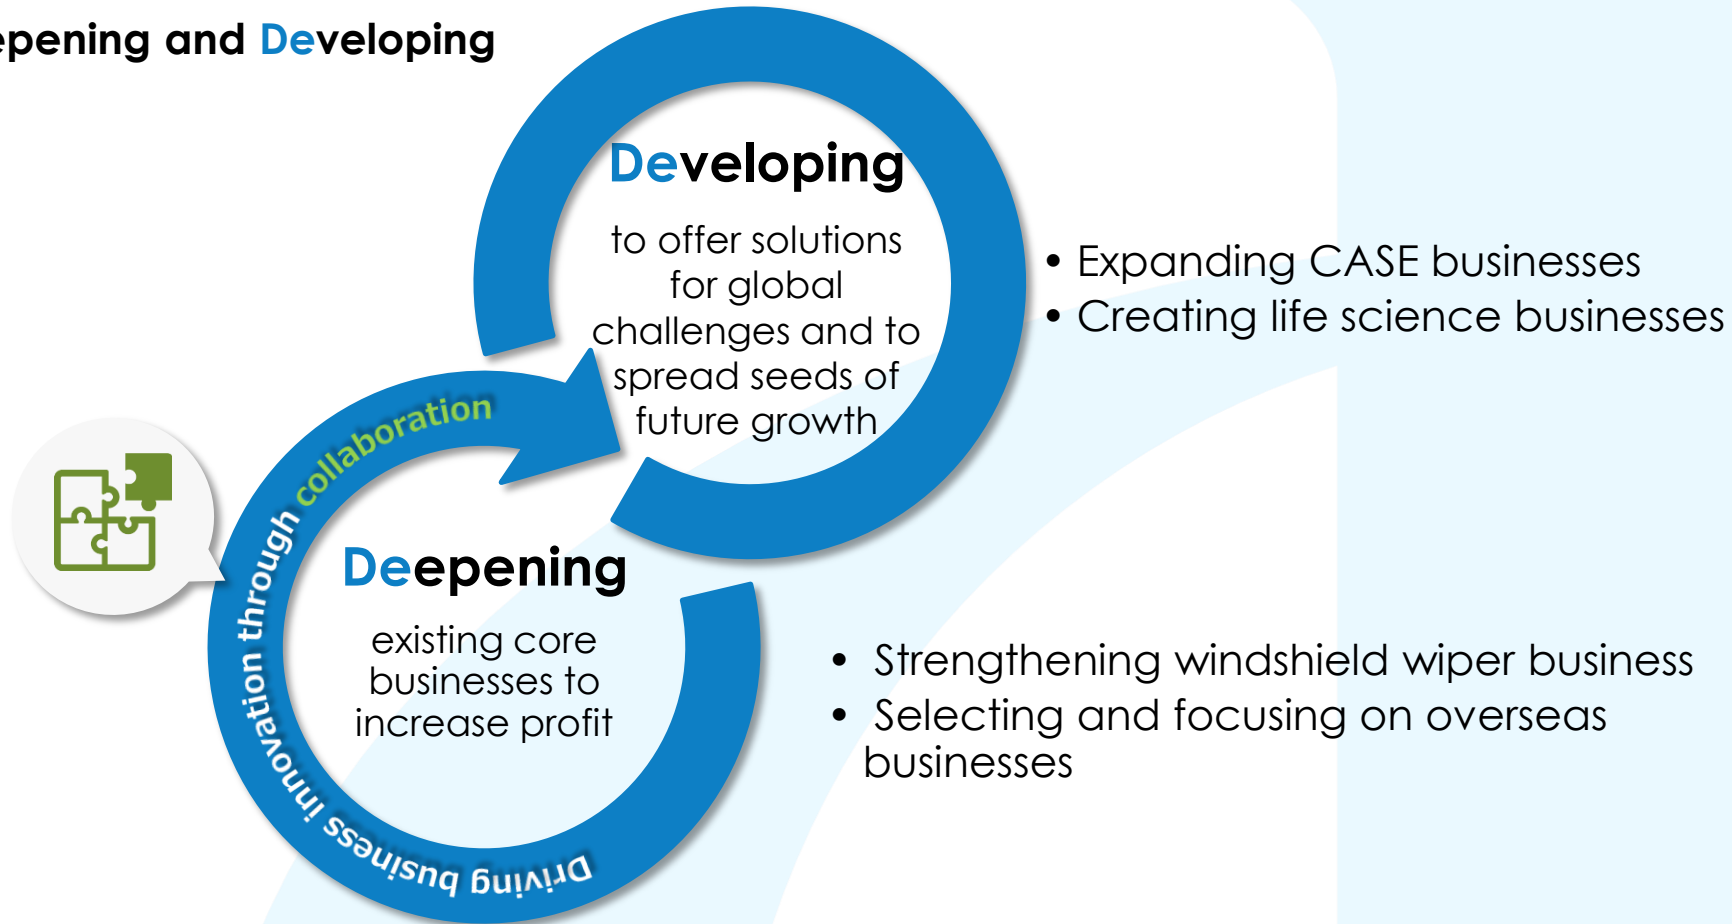 epening and Developing
Developing
to offer solutions
for global
challenges and to
spread seeds of
future growth
• Expanding CASE businesses
• Creating life science businesses
Driving business innovation through collaboration
Deepening
existing core
businesses to
increase profit
• Strengthening windshield wiper business
• Selecting and focusing on overseas
businesses